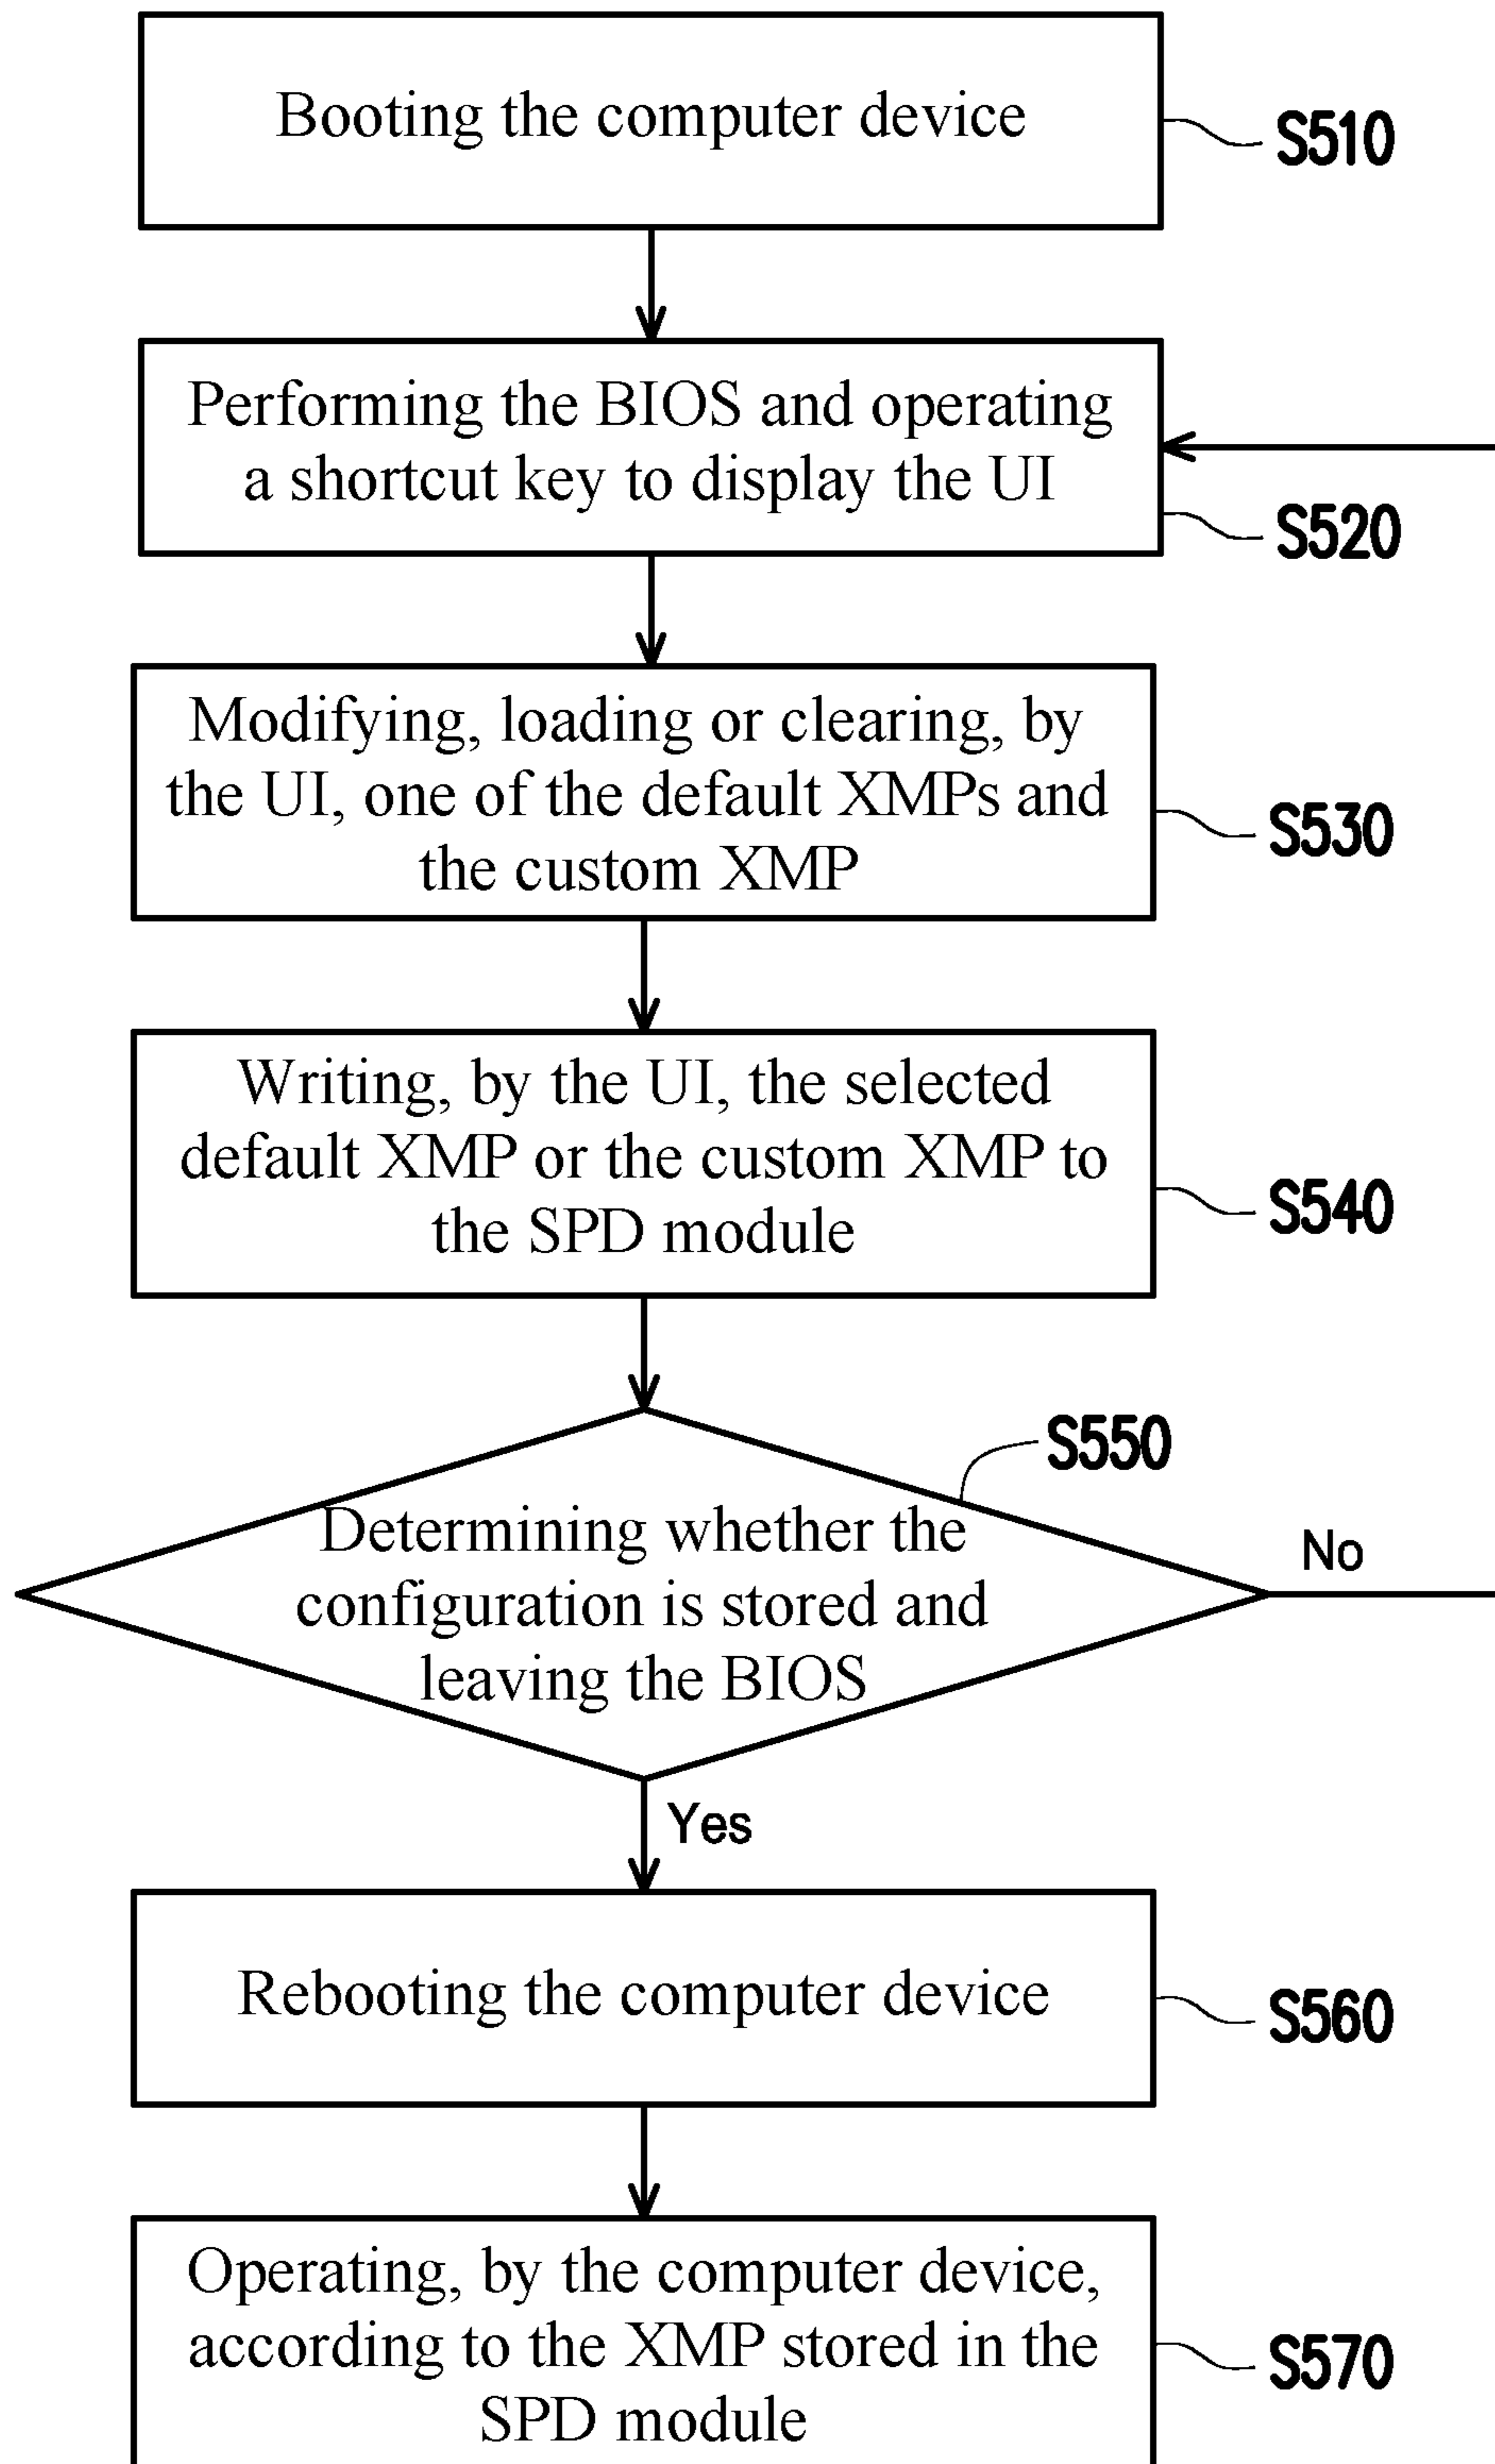 Booting the computer device
S510
Performing the BIOS and operating
a shortcut key to display the UI
S520
Modifying, loading or clearing, by
the UI, one of the default XMPs and
the custom XMP
S530
Writing, by the UI, the selected
default XMP or the custom XMP to
the SPD module
S540
S550
Determining whether the
configuration is stored and
leaving the BIOS
No
Yes
Rebooting the computer device
S560
Operating, by the computer device,
according to the XMP stored in the
SPD module
S570